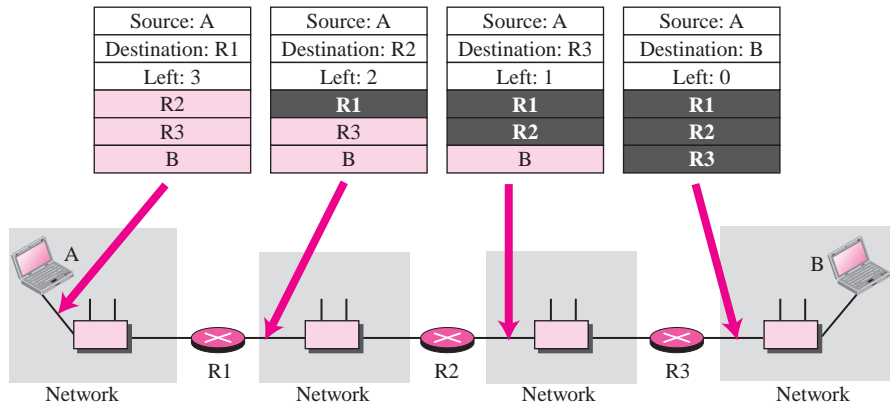 Source: A
Destination: R1
Left: 3
R2
R3
B
Source: A
Destination: R2
Left: 2
R1
R3
B
Source: A
Destination: R3
Left: 1
R1
R2
B
Source: A
Destination: B
Left: 0
R1
R2
R3
A
B
R1
R2
R3
Network
Network
Network
Network